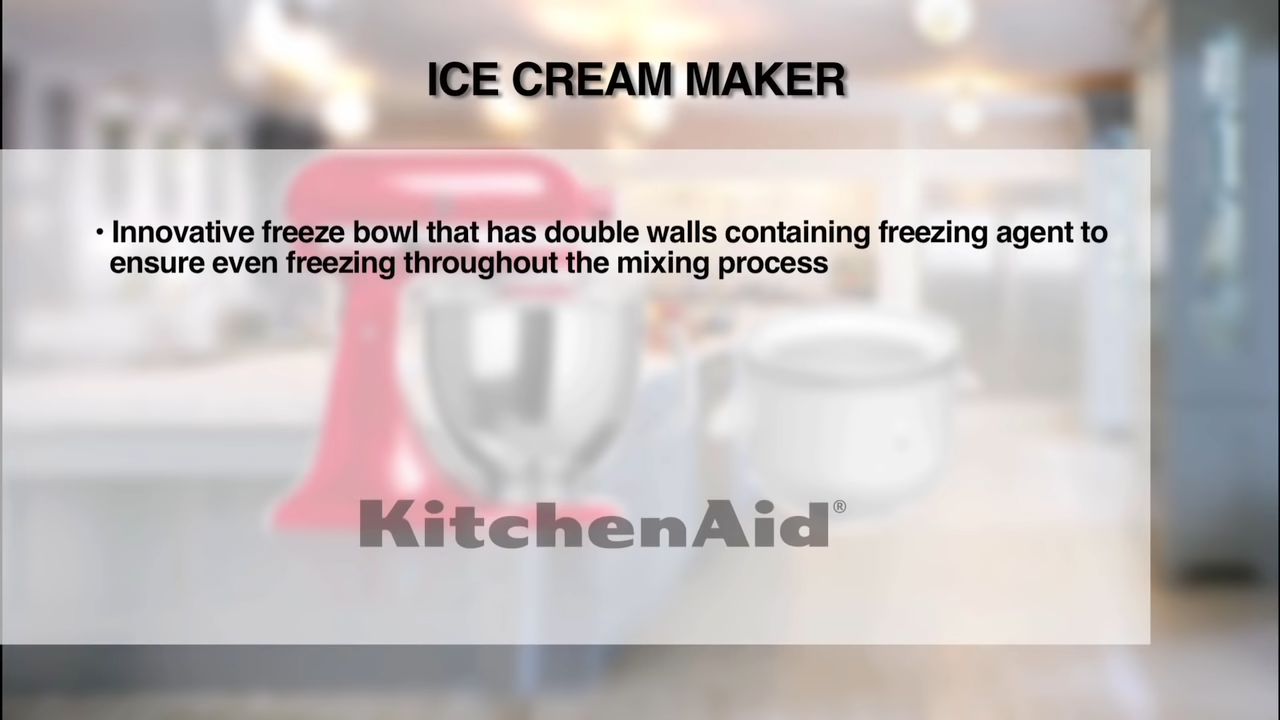 ICE CREAM MAKER
• Innovative freeze bowl that has double walls containing freezing agent to
ensure even freezing throughout the mixing process
KitchenAid®